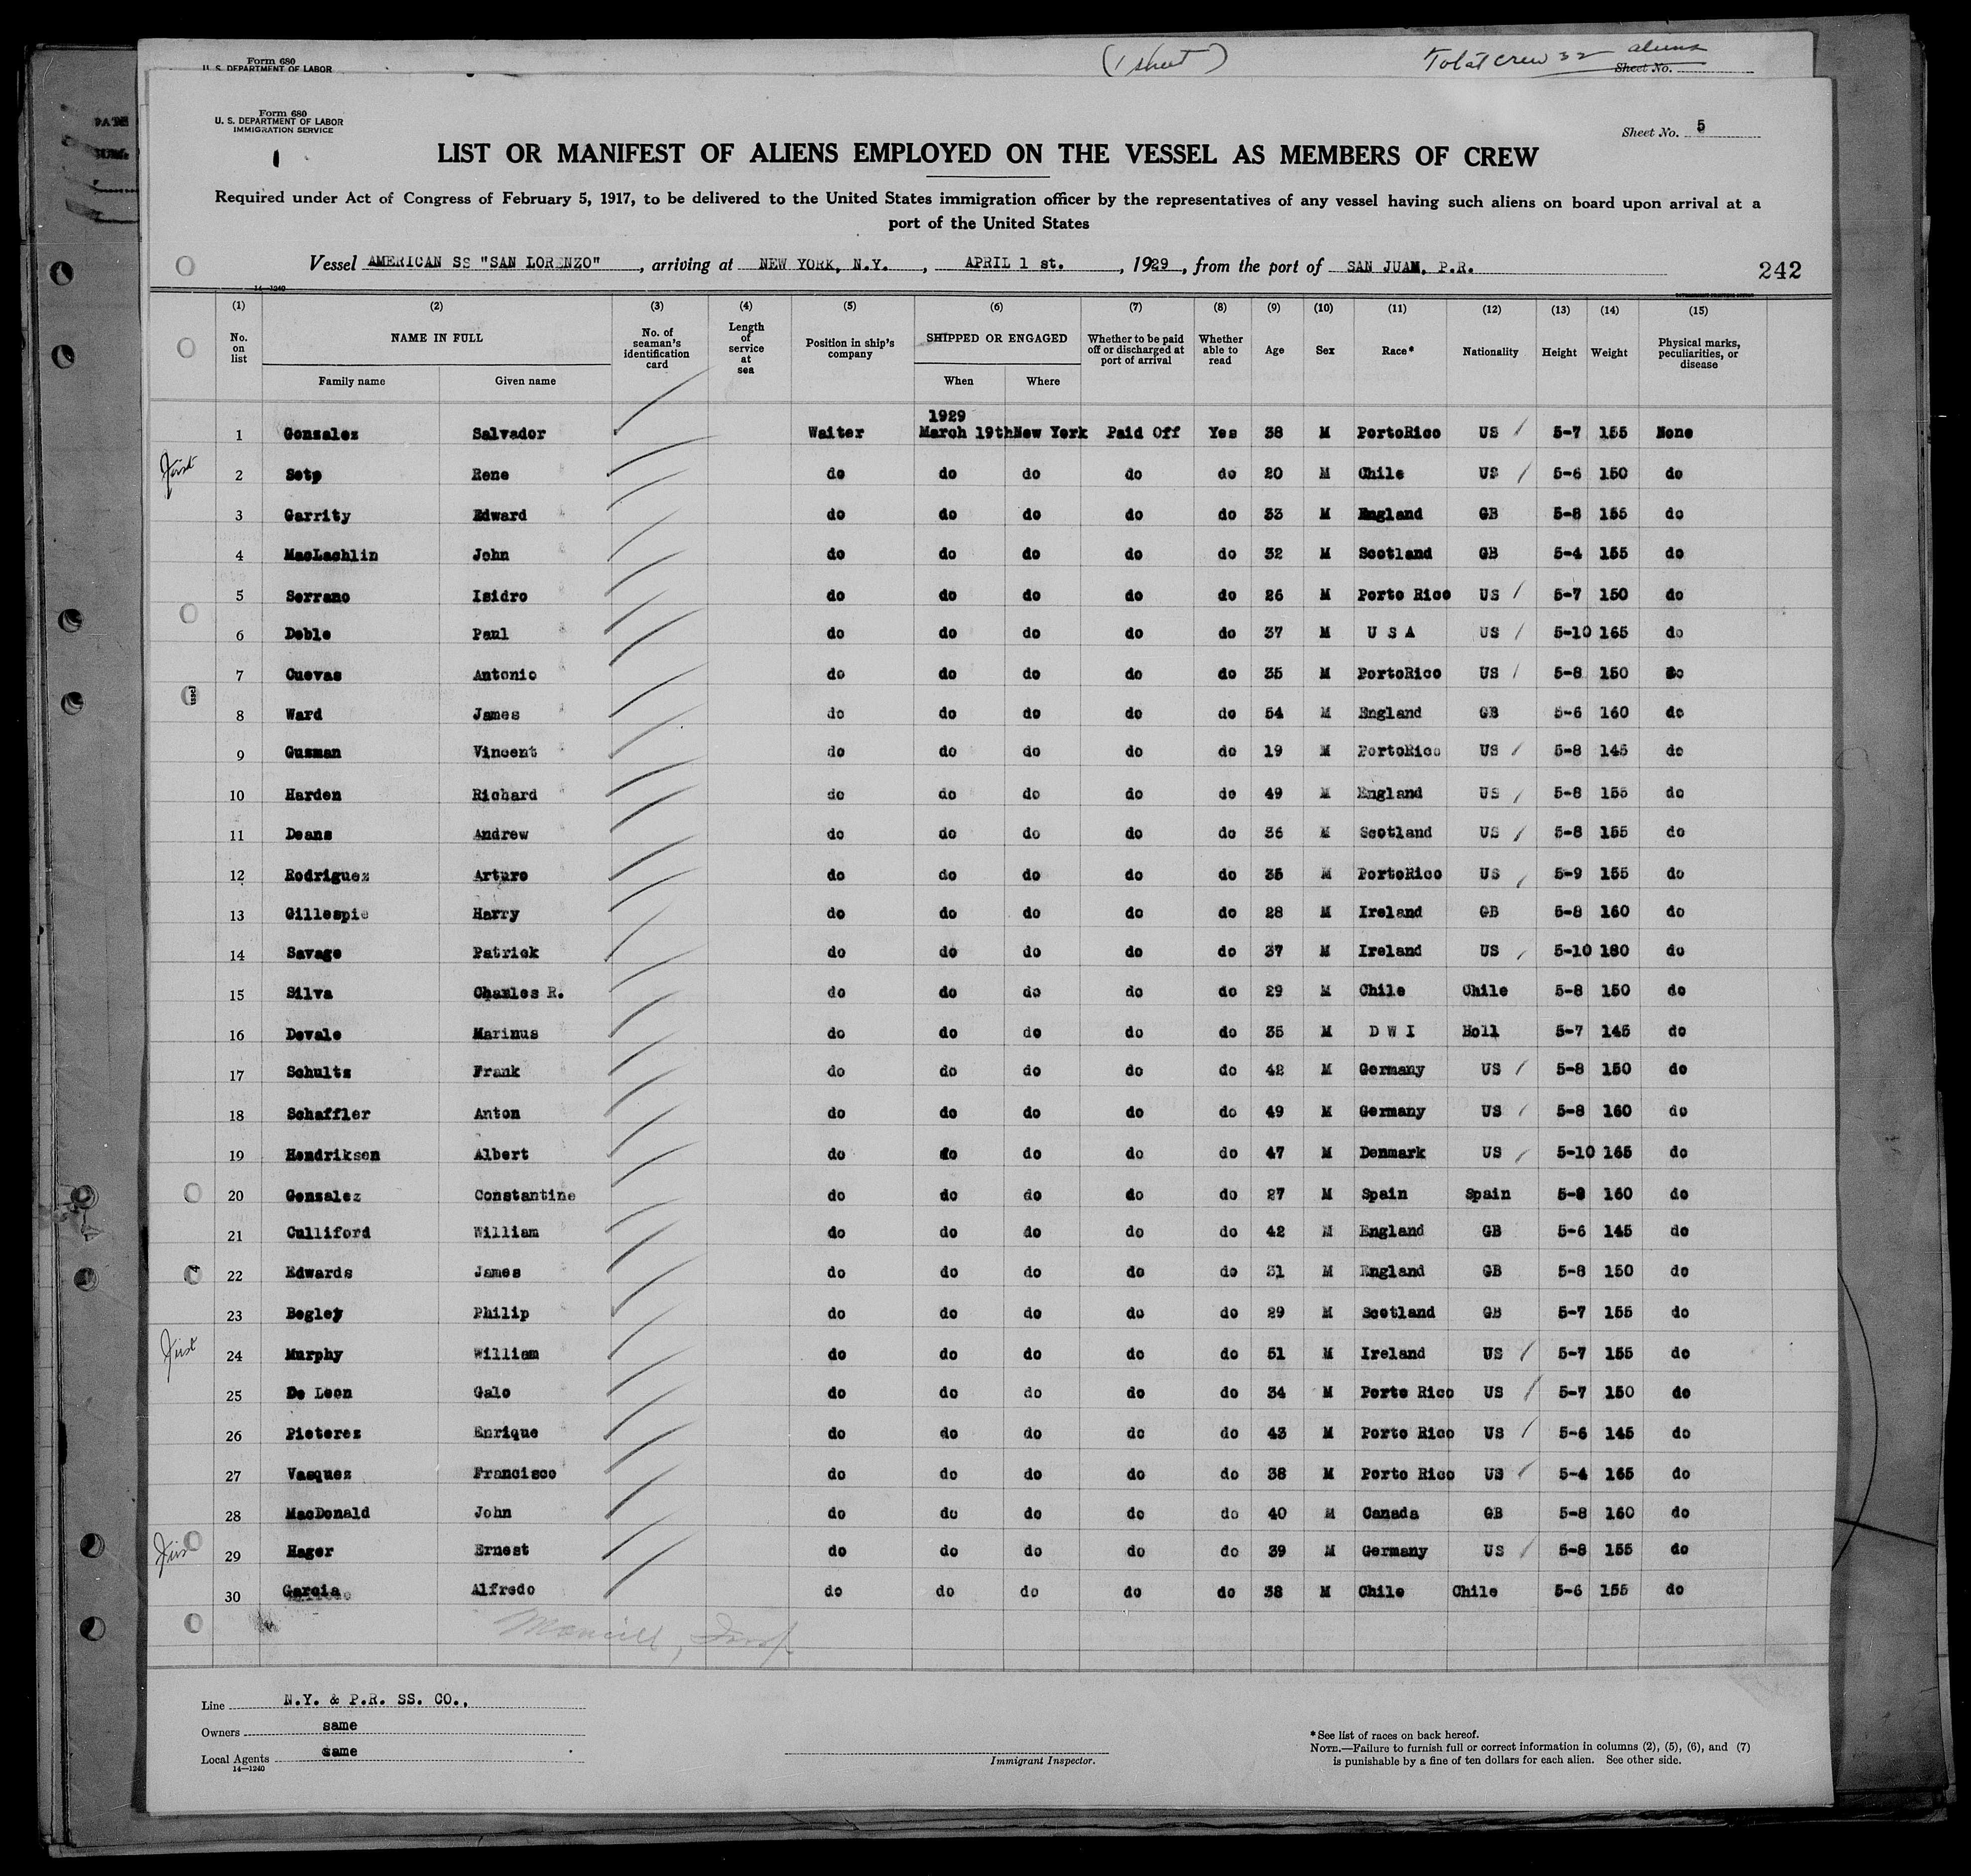 Form 680
U. S. DEPARTMENT OF LABOR
(1 sheet)
Total crew 32 aliens
Sheet No.
Form 680
U. S. DEPARTMENT OF LABOR
IMMIGRATION SERVICE
Sheet No. 5
LIST OR MANIFEST OF ALIENS EMPLOYED ON THE VESSEL AS MEMBERS OF CREW
Required under Act of Congress of February 5, 1917, to be delivered to the United States immigration officer by the representatives of any vessel having such aliens on board upon arrival at a
port of the United States
Vessel AMERICAN SS "SAN LORENZO", arriving at NEW YORK, N.Y., APRIL 1 st., 1929, from the port of SAN JUAN, P.R.
242
14—1240
(1) (2) (3) (4) (5) (6) (7) (8) (9) (10) (11) (12) (13) (14) (15)
No. on list NAME IN FULL Family name Given name No. of seaman's identification card Length of service at sea Position in ship's company SHIPPED OR ENGAGED When Where Whether to be paid off or discharged at port of arrival Whether able to read Age Sex Race* Nationality Height Weight Physical marks, peculiarities, or disease
1929
1 Gonzalez Salvador Waiter March 19th New York Paid Off Yes 38 M PortoRico US 5-7 155 None
First
2 Soto Rene do do do do do 20 M Chile US 5-6 150 do
3 Garrity Edward do do do do do 33 M England GB 5-8 155 do
4 MacLachlin John do do do do do 32 M Scotland GB 5-4 155 do
5 Serrano Isidro do do do do do 26 M Porto Rico US 5-7 150 do
6 Doble Paul do do do do do 37 M U S A US 5-10 165 do
7 Cuevas Antonio do do do do do 35 M PortoRico US 5-8 150 do
8 Ward James do do do do do 54 M England GB 5-6 160 do
9 Gusman Vincent do do do do do 19 M PortoRico US 5-8 145 do
10 Harden Richard do do do do do 49 M England US 5-8 155 do
11 Deans Andrew do do do do do 36 M Scotland US 5-8 155 do
12 Rodriguez Arturo do do do do do 35 M PortoRico US 5-9 155 do
13 Gillespie Harry do do do do do 28 M Ireland GB 5-8 160 do
14 Savage Patrick do do do do do 37 M Ireland US 5-10 180 do
15 Silva Charles R. do do do do do 29 M Chile Chile 5-8 150 do
16 Devale Marinus do do do do do 35 M D W I Holl 5-7 145 do
17 Schultz Frank do do do do do 42 M Germany US 5-8 150 do
18 Schaffler Anton do do do do do 49 M Germany US 5-8 160 do
19 Hendriksen Albert do do do do do 47 M Denmark US 5-10 165 do
20 Gonsalez Constantine do do do do do 27 M Spain Spain 5-8 160 do
21 Culliford William do do do do do 42 M England GB 5-6 145 do
22 Edwards James do do do do do 31 M England GB 5-8 150 do
23 Begley Philip do do do do do 29 M Scotland GB 5-7 155 do
First
24 Murphy William do do do do do 51 M Ireland US 5-7 155 do
25 De Leon Galo do do do do do 34 M Porto Rico US 5-7 150 do
26 Pieterez Enrique do do do do do 43 M Porto Rico US 5-6 145 do
27 Vasquez Francisco do do do do do 38 M Porto Rico US 5-4 165 do
28 MacDonald John do do do do do 40 M Canada GB 5-8 160 do
First
29 Hager Ernest do do do do do 39 M Germany US 5-8 155 do
30 Garcia Alfredo do do do do do 38 M Chile Chile 5-6 155 do
Line N.Y. & P.R. SS. CO.,
Owners same
Local Agents same
14—1240
Immigrant Inspector.
*See list of races on back hereof.
NOTE.—Failure to furnish full or correct information in columns (2), (5), (6), and (7)
is punishable by a fine of ten dollars for each alien. See other side.